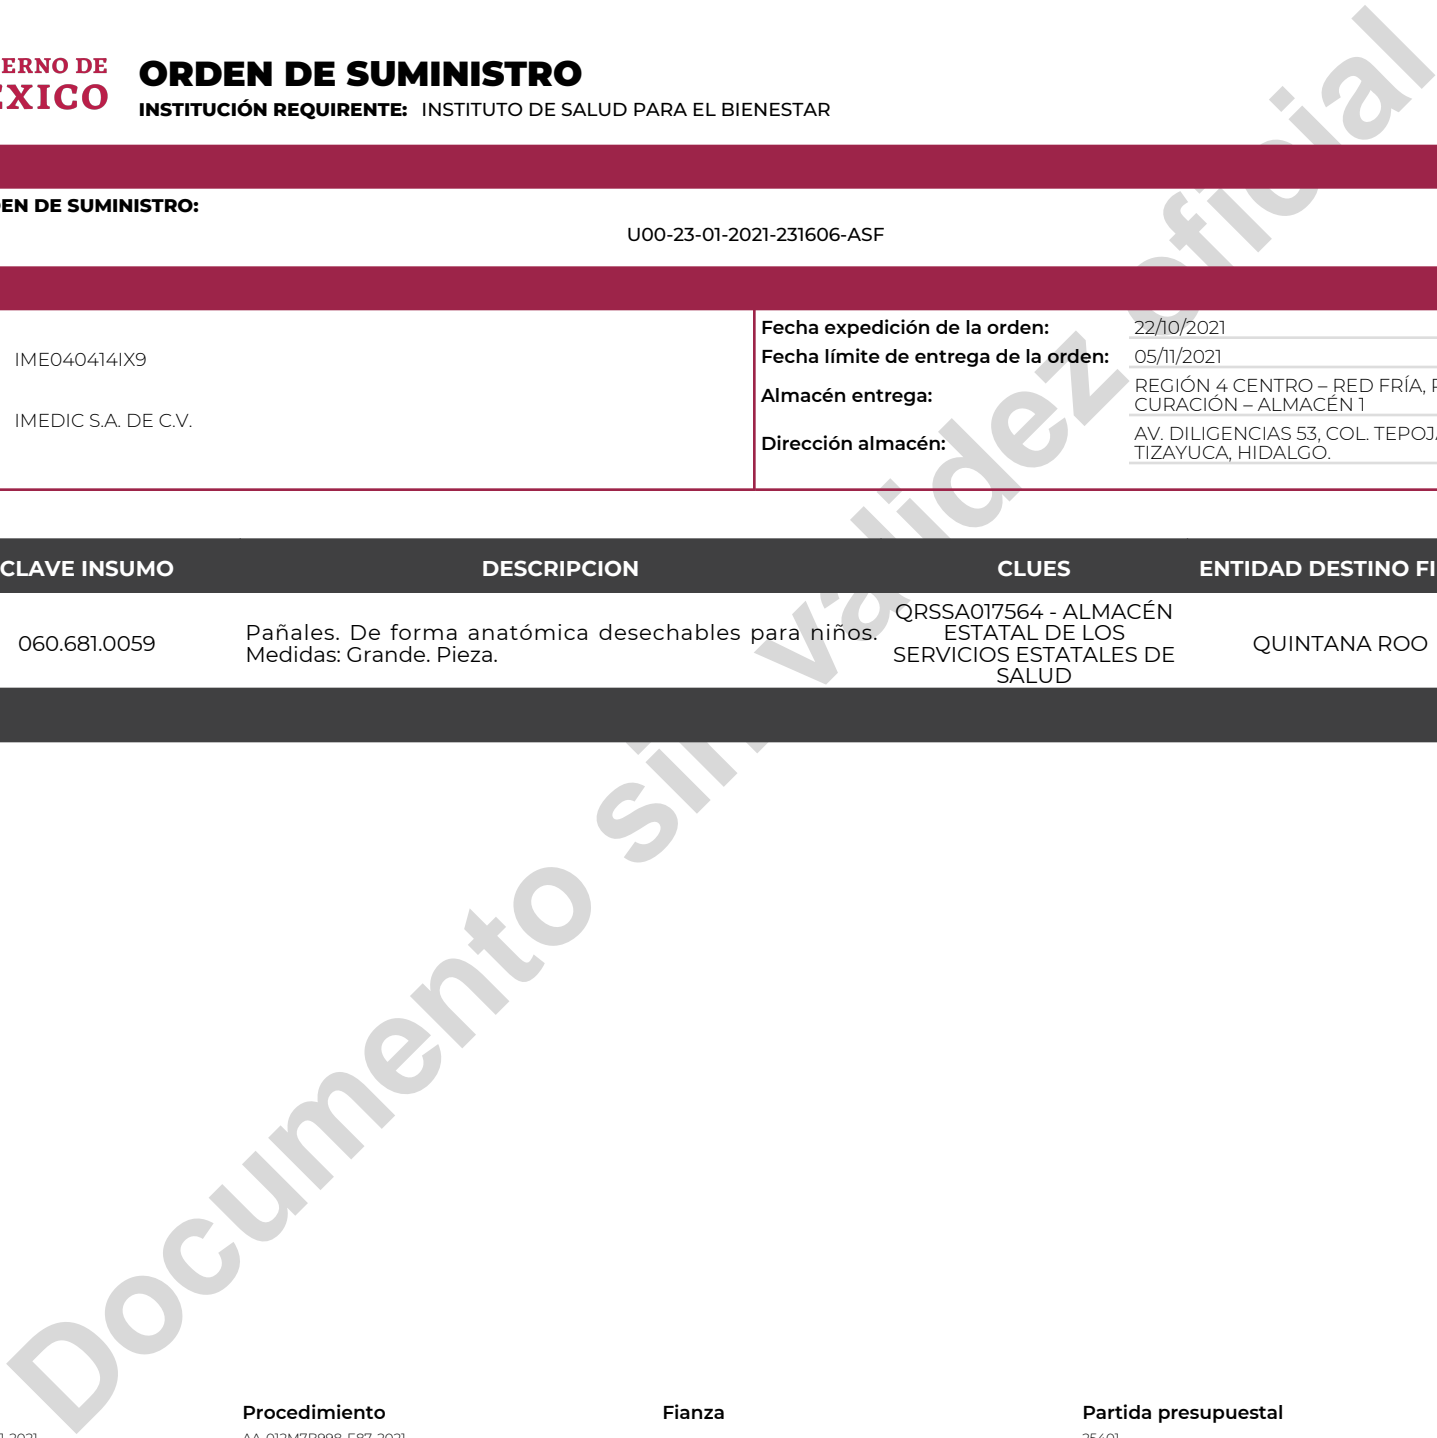 ERNO DE
ORDEN DE SUMINISTRO
INSTITUCIÓN REQUIRENTE: INSTITUTO DE SALUD PARA EL BIENESTAR
EN DE SUMINISTRO:
U00-23-01-2021-231606-ASF
IME040414IX9
IMEDIC S.A. DE C.V.
Fecha expedición de la orden: 22/10/2021
Fecha límite de entrega de la orden: 05/11/2021
Almacén entrega:
REGIÓN 4 CENTRO – RED FRÍA,
CURACIÓN – ALMACÉN 1
Dirección almacén:
AV. DILIGENCIAS 53, COL. TEPOJ
TIZAYUCA, HIDALGO.
CLAVE INSUMO DESCRIPCION CLUES ENTIDAD DESTINO FI
060.681.0059
Pañales. De forma anatómica desechables para niños.
Medidas: Grande. Pieza.
QRSSA017564 - ALMACÉN
ESTATAL DE LOS
SERVICIOS ESTATALES DE
SALUD
QUINTANA ROO
Documento sin validez oficial
Procedimiento Fianza Partida presupuestal